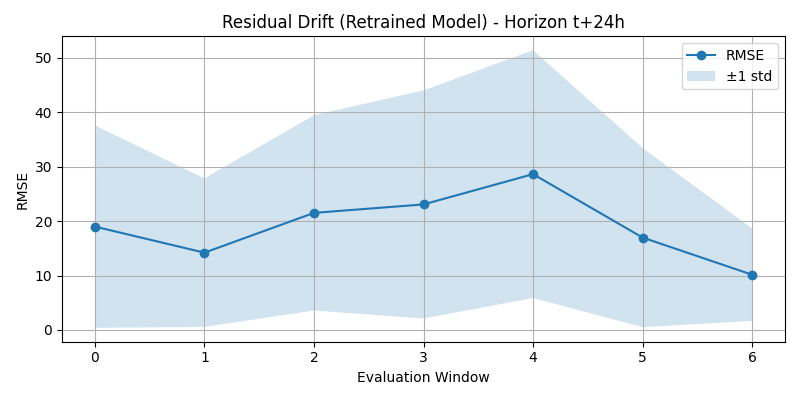 Residual Drift (Retrained Model) - Horizon t+24h
RMSE
±1 std
50
40
30
20
10
0
RMSE
0 1 2 3 4 5 6
Evaluation Window